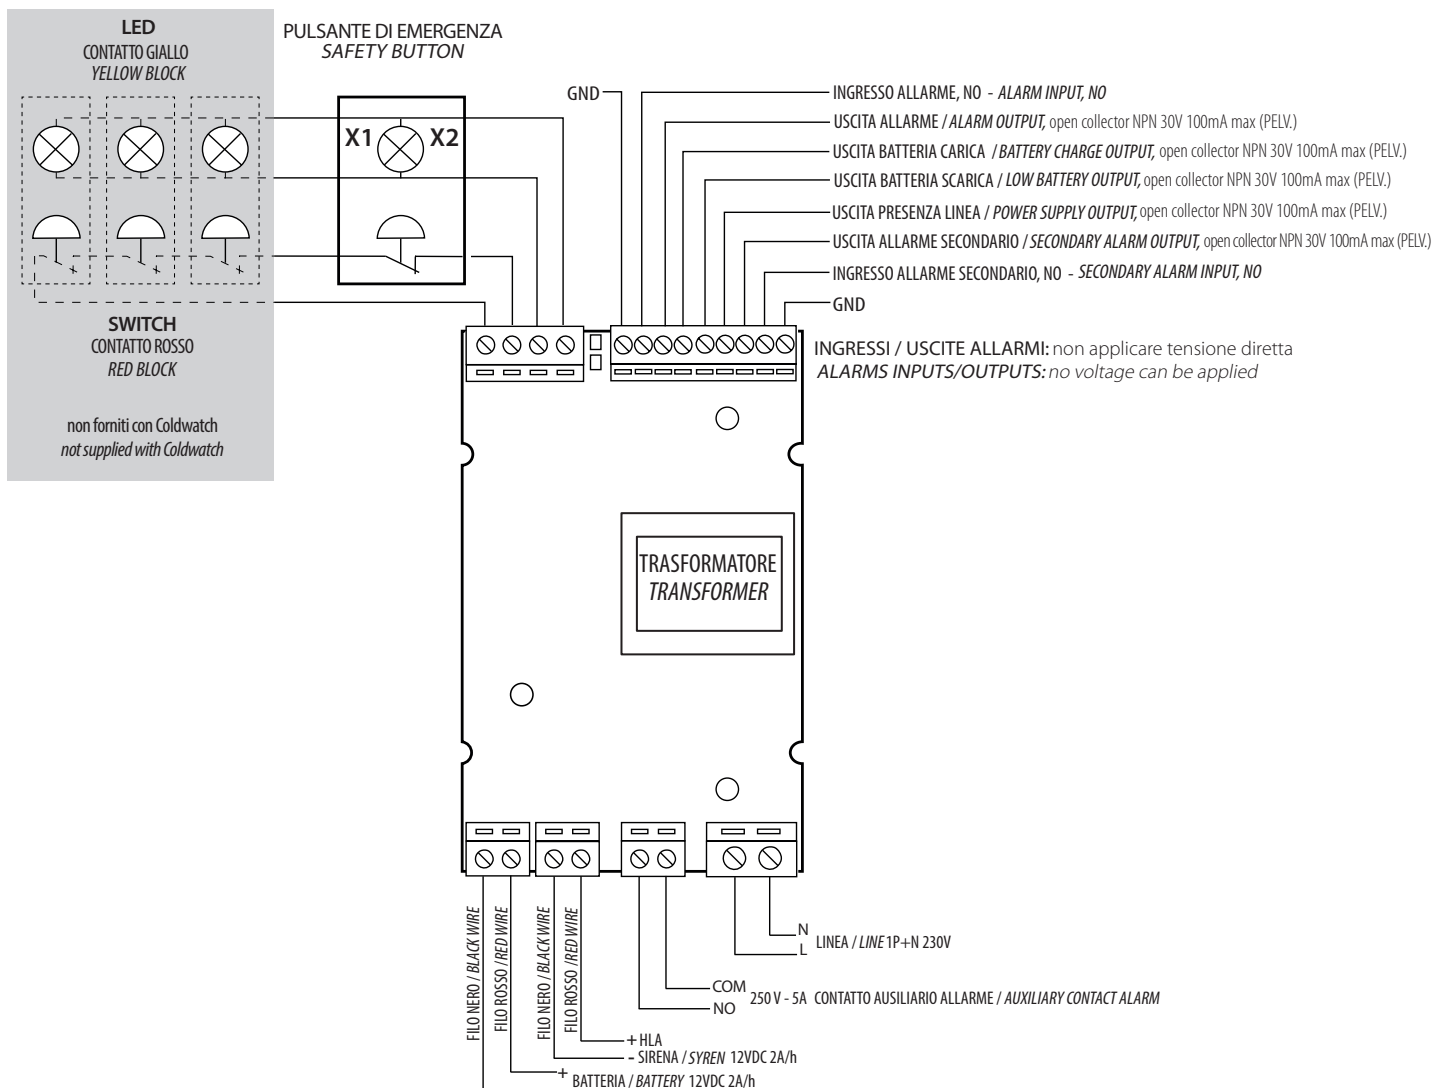 LED
CONTATTO GIALLO
YELLOW BLOCK
PULSANTE DI EMERGENZA
SAFETY BUTTON
X1 X2
GND
INGRESSO ALLARME, NO - ALARM INPUT, NO
USCITA ALLARME / ALARM OUTPUT, open collector NPN 30V 100mA max (PELV.)
USCITA BATTERIA CARICA / BATTERY CHARGE OUTPUT, open collector NPN 30V 100mA max (PELV.)
USCITA BATTERIA SCARICA / LOW BATTERY OUTPUT, open collector NPN 30V 100mA max (PELV.)
USCITA PRESENZA LINEA / POWER SUPPLY OUTPUT, open collector NPN 30V 100mA max (PELV.)
USCITA ALLARME SECONDARIO / SECONDARY ALARM OUTPUT, open collector NPN 30V 100mA max (PELV.)
INGRESSO ALLARME SECONDARIO, NO - SECONDARY ALARM INPUT, NO
GND
SWITCH
CONTATTO ROSSO
RED BLOCK
non forniti con Coldwatch
not supplied with Coldwatch
INGRESSI / USCITE ALLARMI: non applicare tensione diretta
ALARMS INPUTS/OUTPUTS: no voltage can be applied
TRASFORMATORE
TRANSFORMER
FILO NERO / BLACK WIRE
FILO ROSSO / RED WIRE
FILO NERO / BLACK WIRE
FILO ROSSO / RED WIRE
N
L
LINEA / LINE 1P+N 230V
COM
NO
250 V - 5A CONTATTO AUSILIARIO ALLARME / AUXILIARY CONTACT ALARM
+ HLA
- SIRENA / SYREN 12VDC 2A/h
+ BATTERIA / BATTERY 12VDC 2A/h